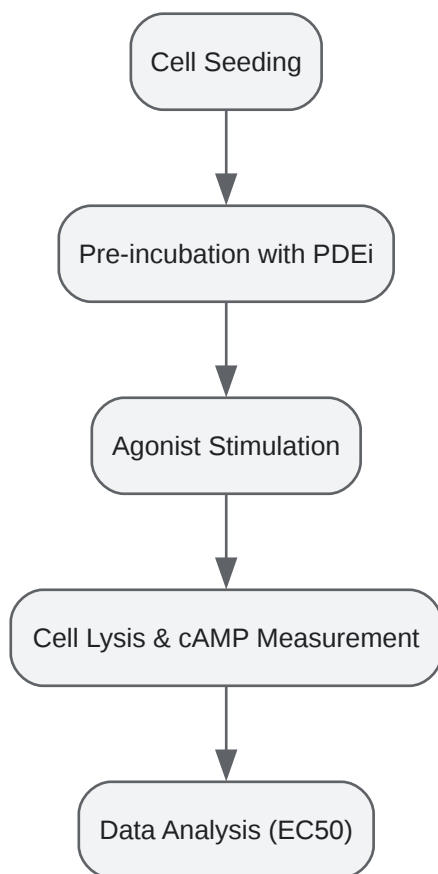 Cell Seeding
Pre-incubation with PDEi
Agonist Stimulation
Cell Lysis & cAMP Measurement
Data Analysis (EC50)